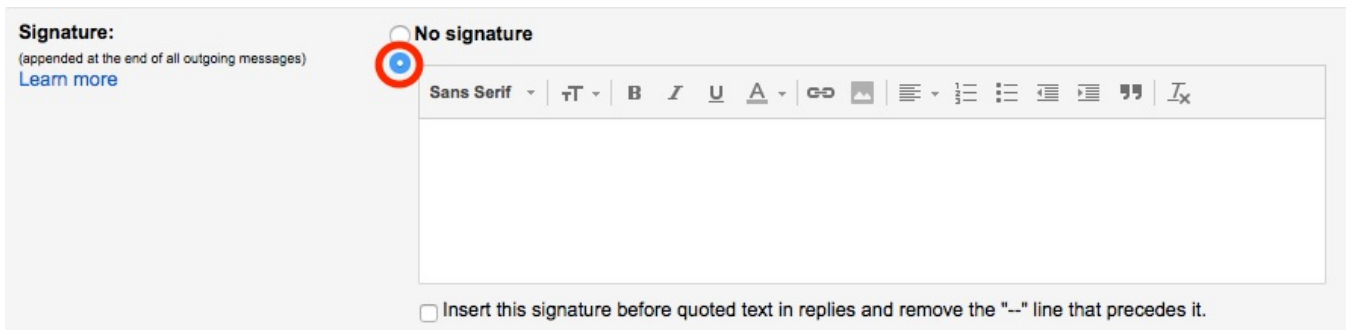 Signature:
(appended at the end of all outgoing messages)
Learn more
No signature
Sans Serif
Insert this signature before quoted text in replies and remove the "--" line that precedes it.